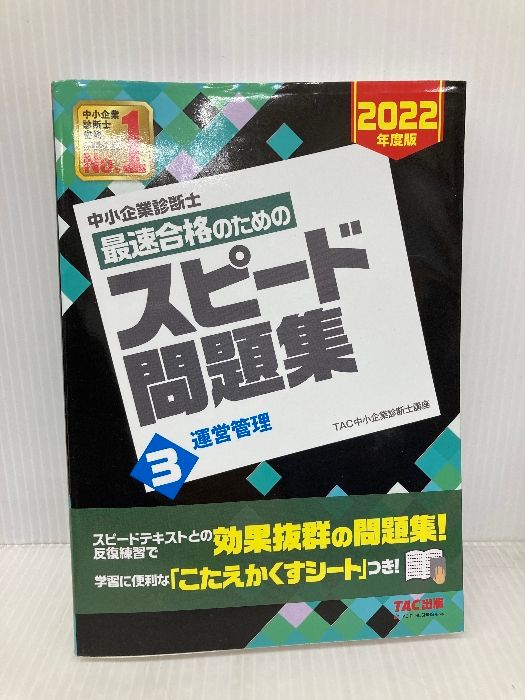 中小企業
診断士
No.1
2022
年度版
中小企業診断士
最速合格のための
スピード
問題集
3 運営管理
TAC中小企業診断士講座
スピードテキストとの
反復練習で
効果抜群の問題集!
学習に便利な「こたえかくすシート」つき!
TAC出版